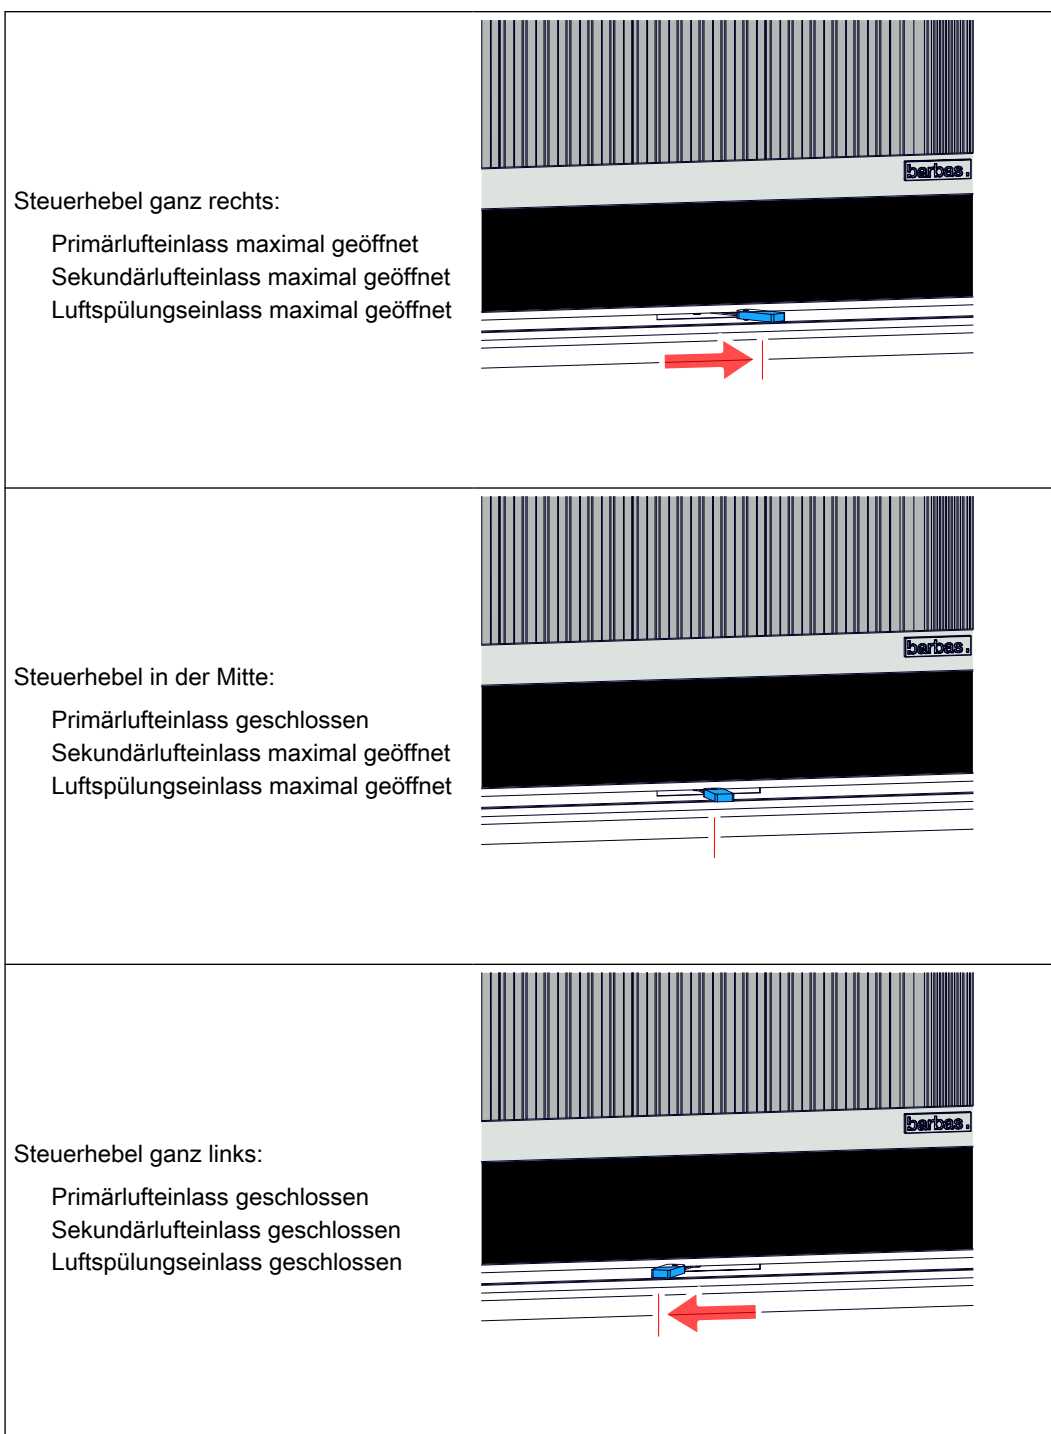 barbas.
Steuerhebel ganz rechts:
Primärlufteinlass maximal geöffnet
Sekundärlufteinlass maximal geöffnet
Luftspülungseinlass maximal geöffnet
barbas.
Steuerhebel in der Mitte:
Primärlufteinlass geschlossen
Sekundärlufteinlass maximal geöffnet
Luftspülungseinlass maximal geöffnet
barbas.
Steuerhebel ganz links:
Primärlufteinlass geschlossen
Sekundärlufteinlass geschlossen
Luftspülungseinlass geschlossen